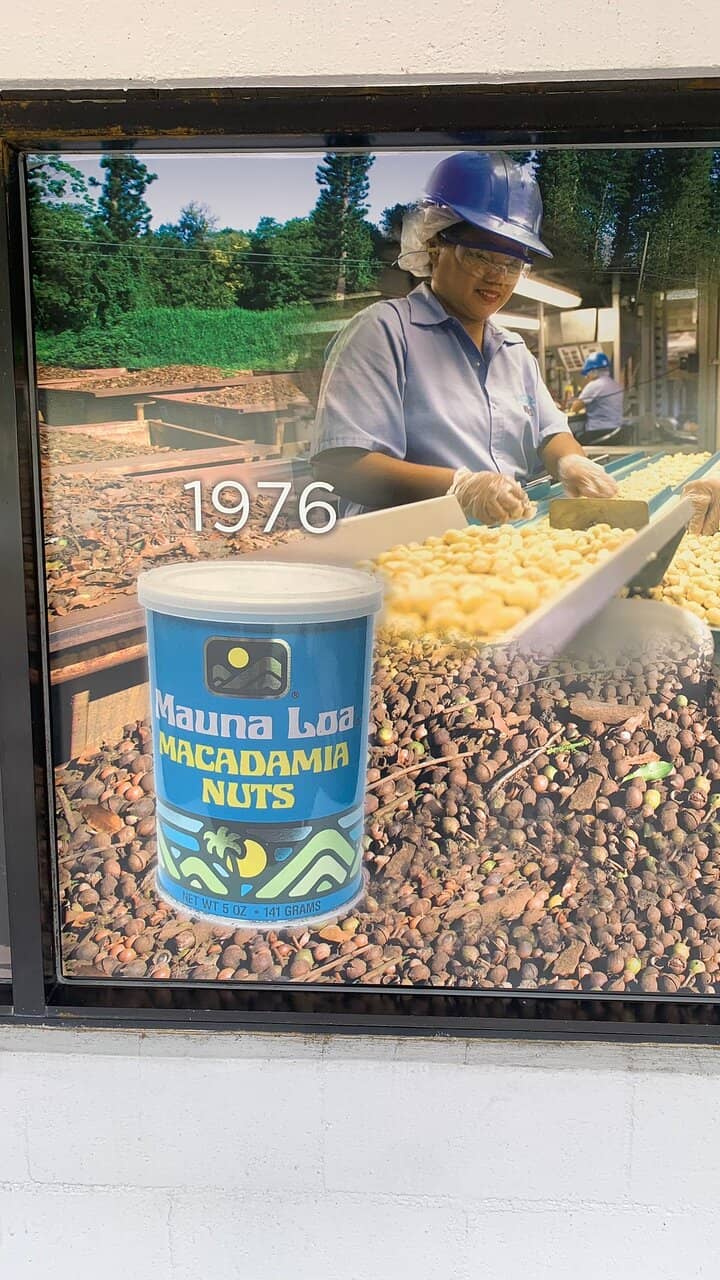 1976
Mauna Loa
MACADAMIA
NUTS
NET WT 5 OZ • 141 GRAMS